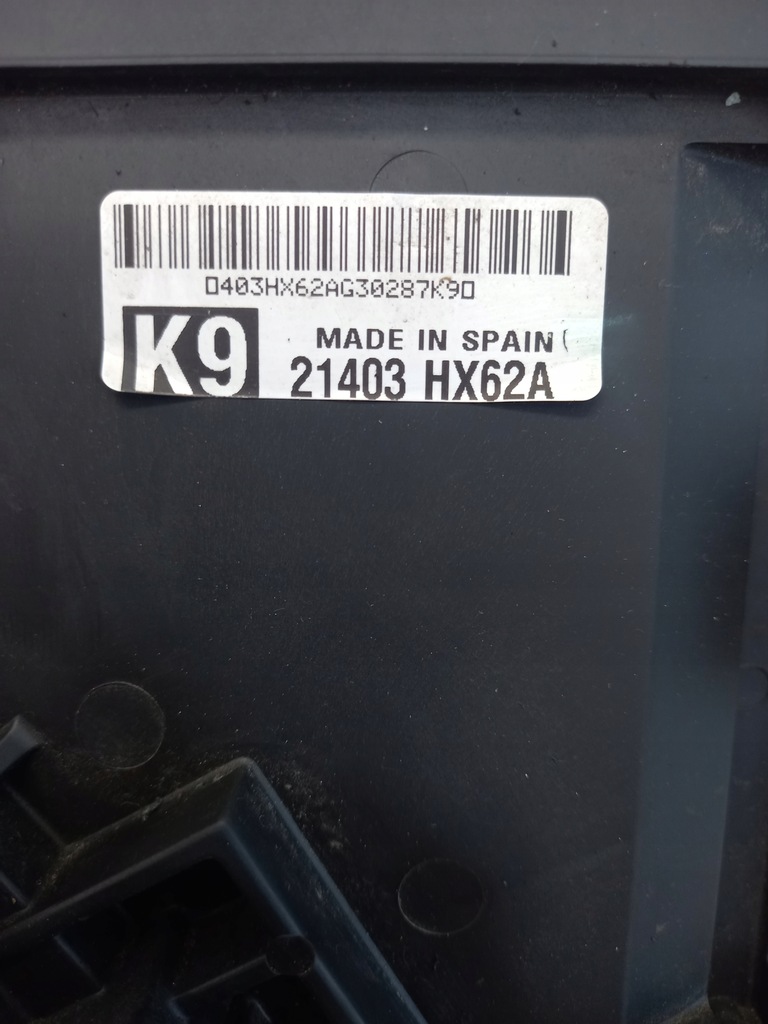 0403HX62AG30287K90
K9
MADE IN SPAIN
21403 HX62A